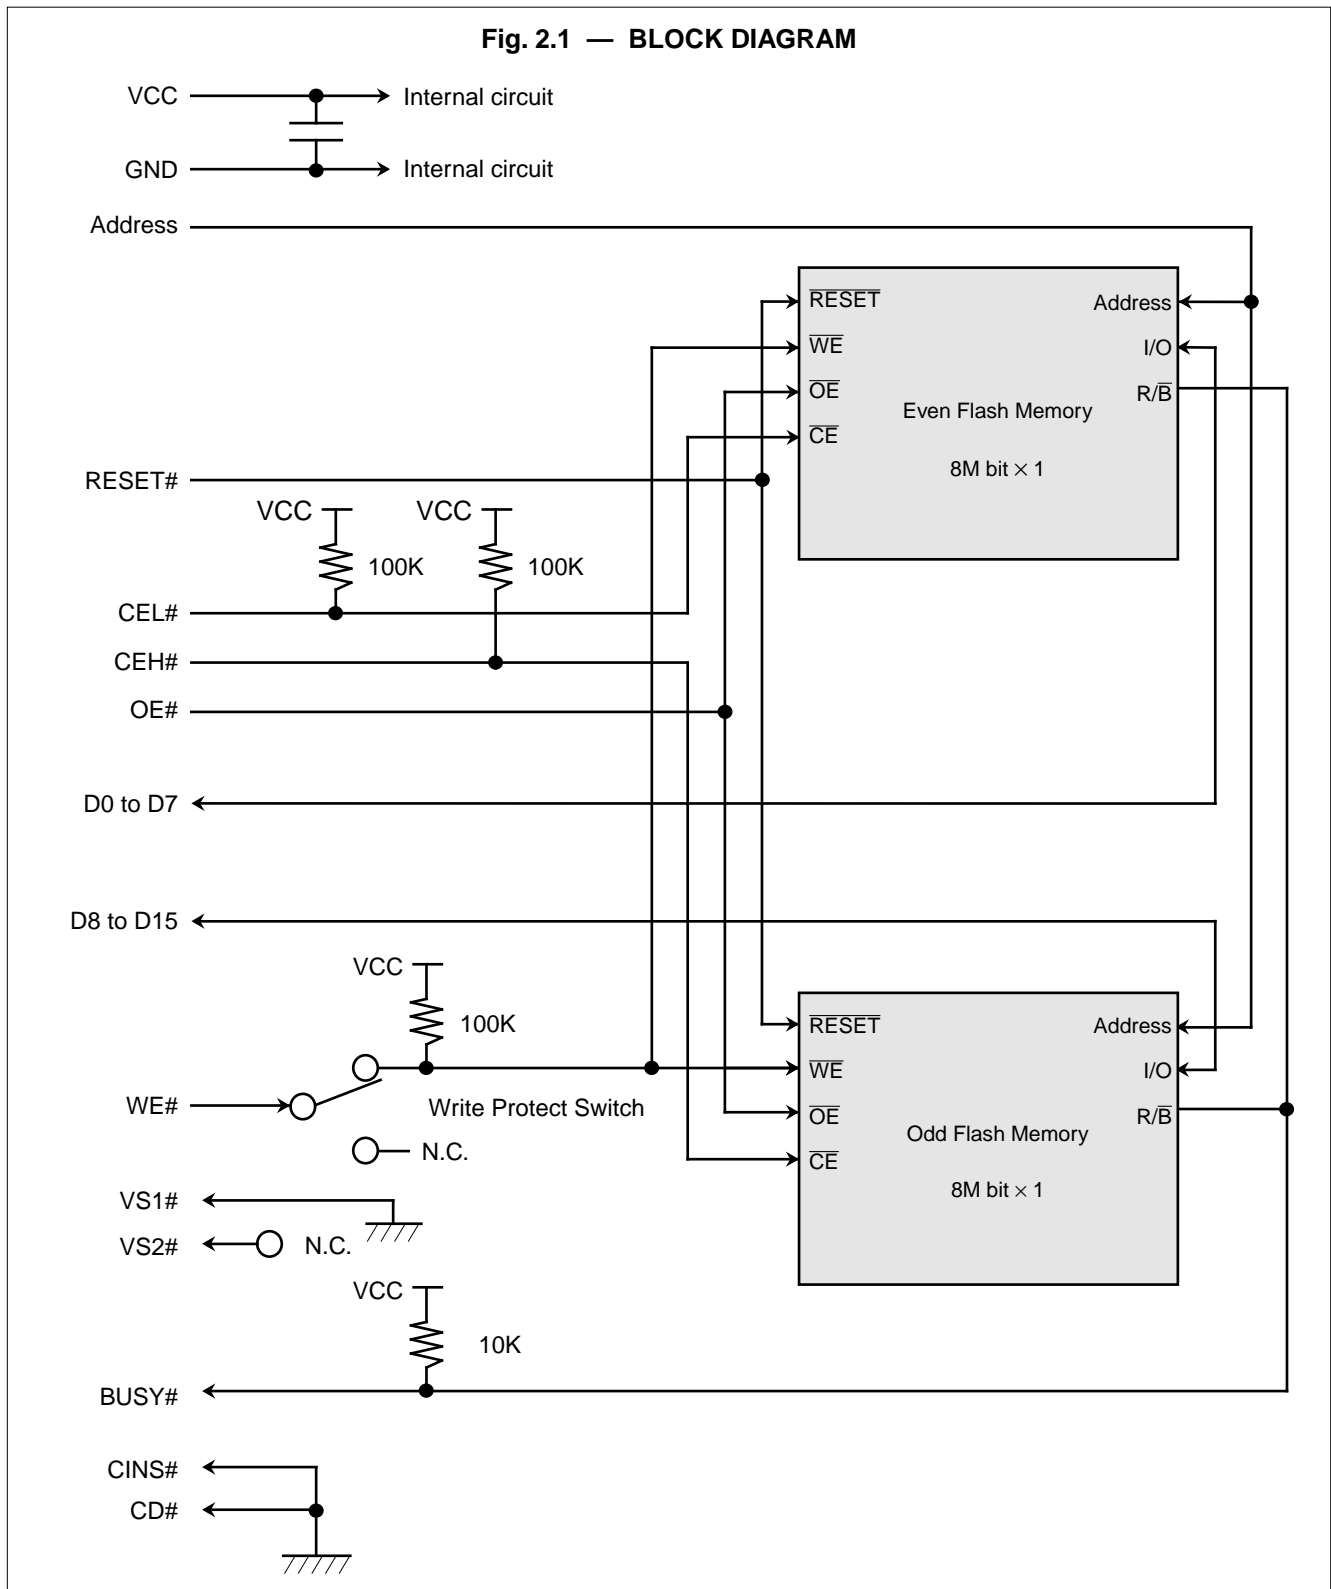 Fig. 2.1 — BLOCK DIAGRAM
VCC
Internal circuit
GND
Internal circuit
Address
RESET
Address
WE
I/O
OE
R/B
Even Flash Memory
CE
8M bit × 1
RESET#
VCC
VCC
100K
100K
CEL#
CEH#
OE#
D0 to D7
D8 to D15
VCC
100K
RESET
Address
WE
I/O
WE#
Write Protect Switch
OE
R/B
Odd Flash Memory
N.C.
CE
8M bit × 1
VS1#
VS2#
N.C.
VCC
10K
BUSY#
CINS#
CD#